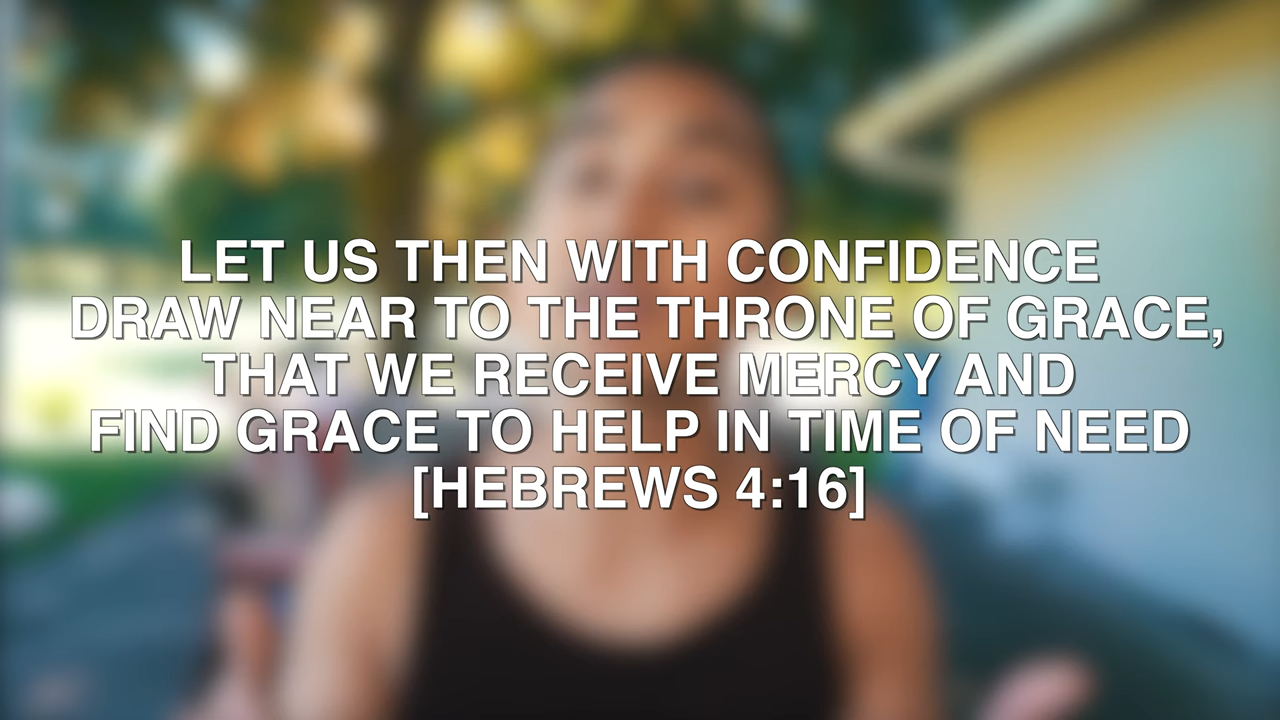 LET US THEN WITH CONFIDENCE
DRAW NEAR TO THE THRONE OF GRACE,
THAT WE RECEIVE MERCY AND
FIND GRACE TO HELP IN TIME OF NEED
[HEBREWS 4:16]